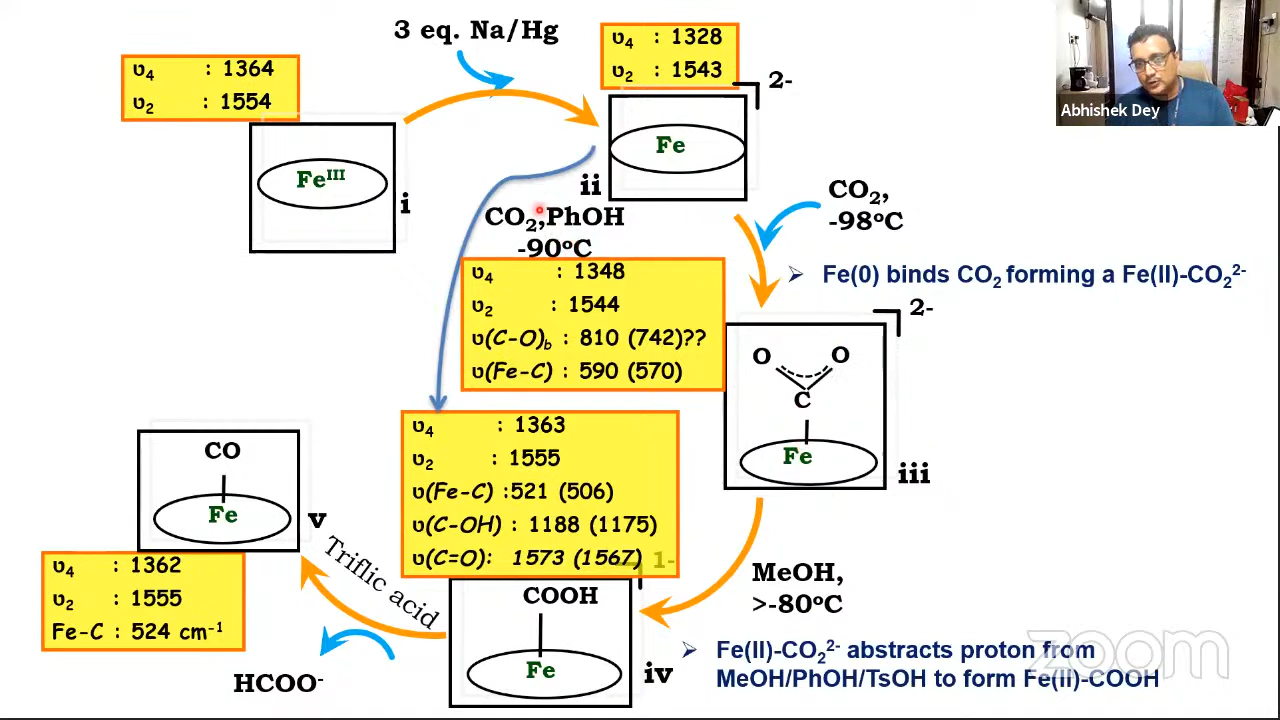 3 eq. Na/Hg
υ4 : 1364
υ2 : 1554
υ4 : 1328
υ2 : 1543
2-
Abhishek Dey
FeIII
i
Fe
ii
CO2,PhOH
-90oC
CO2,
-98oC
➢ Fe(0) binds CO2 forming a Fe(II)-CO22-
υ4 : 1348
υ2 : 1544
υ(C-O)b : 810 (742)??
υ(Fe-C) : 590 (570)
2-
O O
C
Fe
iii
υ4 : 1363
υ2 : 1555
υ(Fe-C) :521 (506)
υ(C-OH) : 1188 (1175)
υ(C=O): 1573 (1567)
1-
CO
Fe
v
Triflic acid
υ4 : 1362
υ2 : 1555
Fe-C : 524 cm-1
HCOO-
COOH
Fe
iv
MeOH,
>-80oC
➢ Fe(II)-CO22- abstracts proton from
MeOH/PhOH/TsOH to form Fe(II)-COOH
zoom